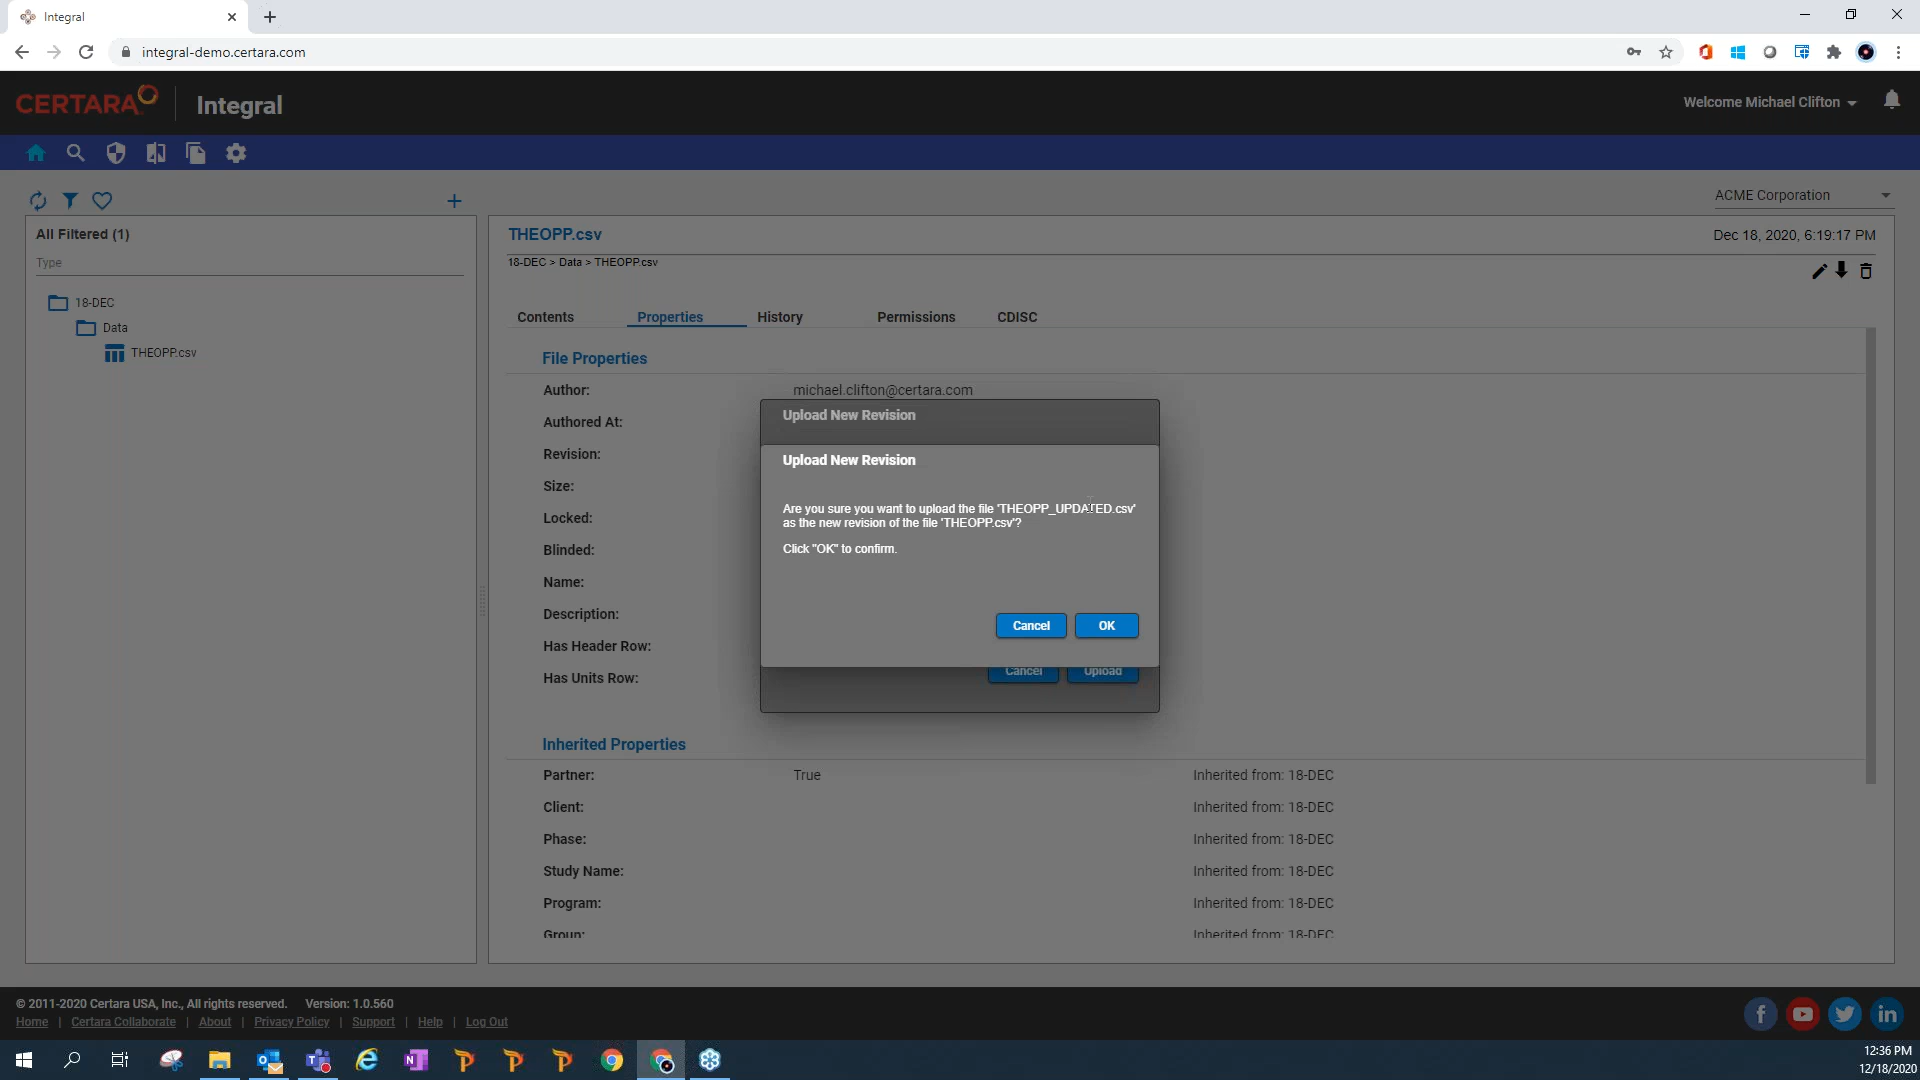 Integral
integral-demo.certara.com
CERTARA
Integral
Welcome Michael Clifton
ACME Corporation
All Filtered (1)
Type
18-DEC
Data
THEOPP.csv
THEOPP.csv
Dec 18, 2020, 6:19:17 PM
18-DEC > Data > THEOPP.csv
Contents Properties History Permissions CDISC
File Properties
Author: michael.clifton@certara.com
Authored At:
Revision:
Size:
Locked:
Blinded:
Name:
Description:
Has Header Row:
Has Units Row:
Upload New Revision
Upload New Revision
Are you sure you want to upload the file 'THEOPP_UPDATED.csv'
as the new revision of the file 'THEOPP.csv'?
Click "OK" to confirm.
Cancel OK
Cancel Upload
Inherited Properties
Partner: True Inherited from: 18-DEC
Client: Inherited from: 18-DEC
Phase: Inherited from: 18-DEC
Study Name: Inherited from: 18-DEC
Program: Inherited from: 18-DEC
Group: Inherited from: 18-DEC
© 2011-2020 Certara USA, Inc., All rights reserved. Version: 1.0.560
Home | Certara Collaborate | About | Privacy Policy | Support | Help | Log Out
12:36 PM
12/18/2020